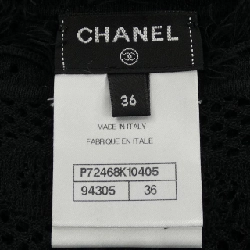 CHANEL
36
MADE IN ITALY
FABRIQUE EN ITALIE
P72468K10405
94305 36